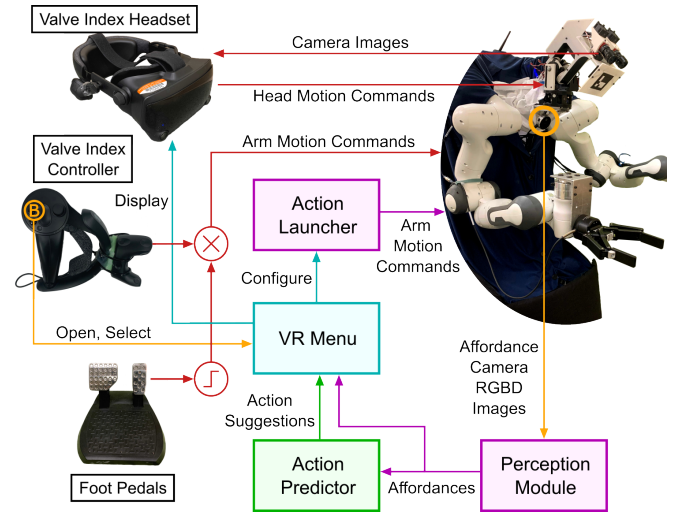 Valve Index Headset
Camera Images
Head Motion Commands
Valve Index
Controller
Arm Motion Commands
B
Display
Action
Launcher
Arm
Motion
Commands
Configure
Open, Select
VR Menu
Affordance
Camera
RGBD
Images
Action
Suggestions
Action
Predictor
Affordances
Perception
Module
Foot Pedals